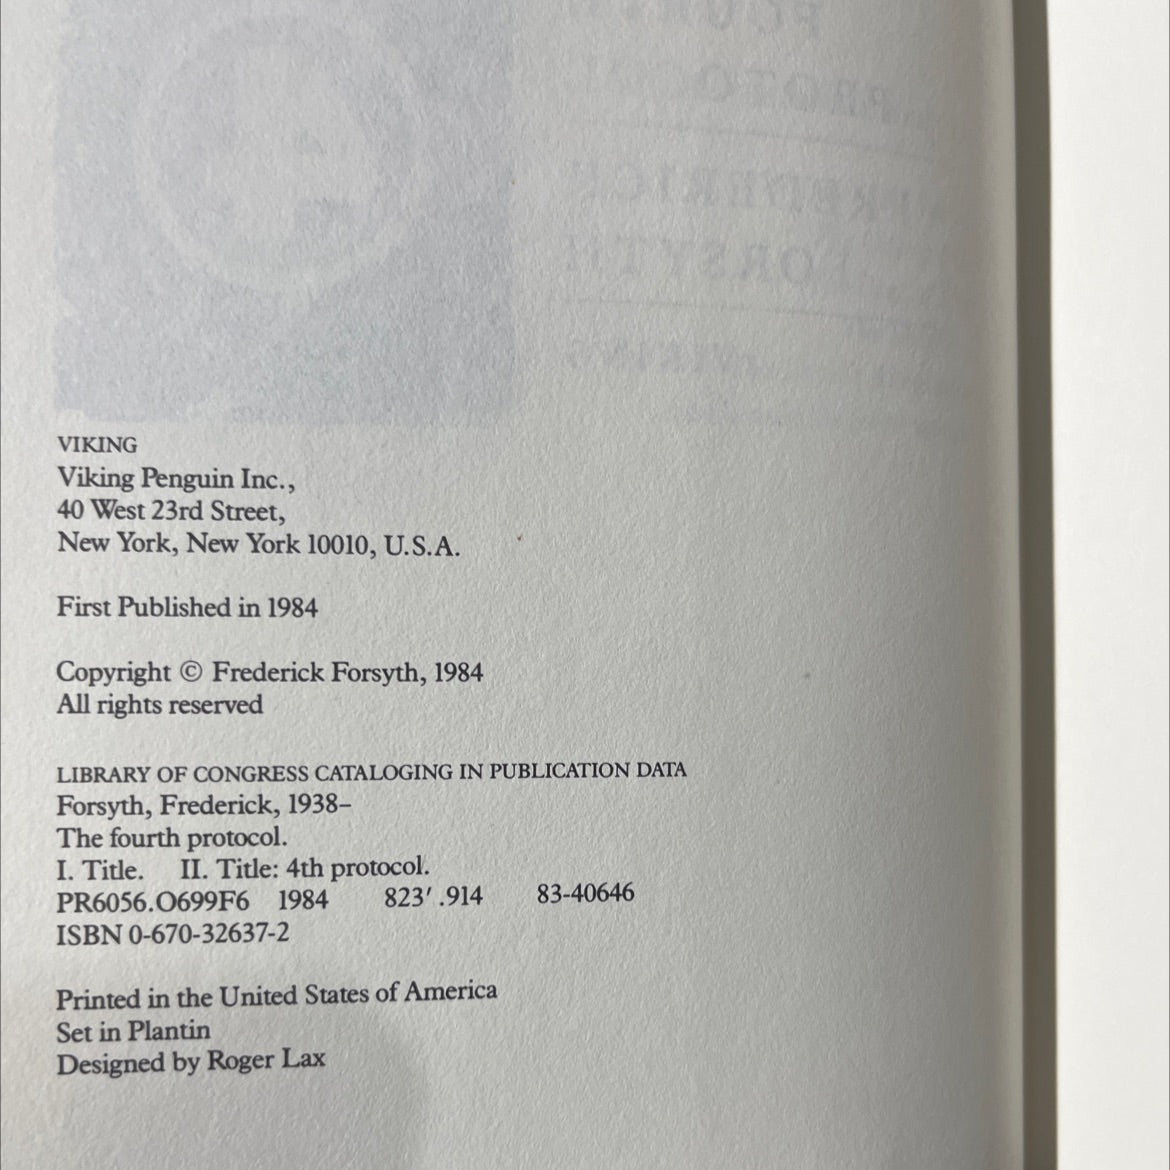 VIKING
Viking Penguin Inc.,
40 West 23rd Street,
New York, New York 10010, U.S.A.
First Published in 1984
Copyright © Frederick Forsyth, 1984
All rights reserved
LIBRARY OF CONGRESS CATALOGING IN PUBLICATION DATA
Forsyth, Frederick, 1938–
The fourth protocol.
I. Title. II. Title: 4th protocol.
PR6056.O699F6 1984 823′.914 83-40646
ISBN 0-670-32637-2
Printed in the United States of America
Set in Plantin
Designed by Roger Lax